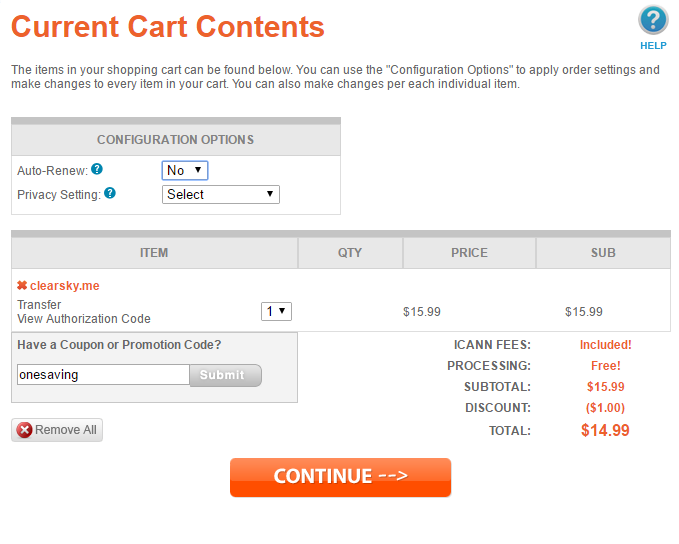 Current Cart Contents
?
HELP
The items in your shopping cart can be found below. You can use the "Configuration Options" to apply order settings and
make changes to every item in your cart. You can also make changes per each individual item.
CONFIGURATION OPTIONS
Auto-Renew: ? No
Privacy Setting: ? Select
ITEM QTY PRICE SUB
clearsky.me
Transfer
View Authorization Code 1 $15.99 $15.99
Have a Coupon or Promotion Code?
onesaving Submit
ICANN FEES: Included!
PROCESSING: Free!
SUBTOTAL: $15.99
DISCOUNT: ($1.00)
TOTAL: $14.99
Remove All
CONTINUE -->